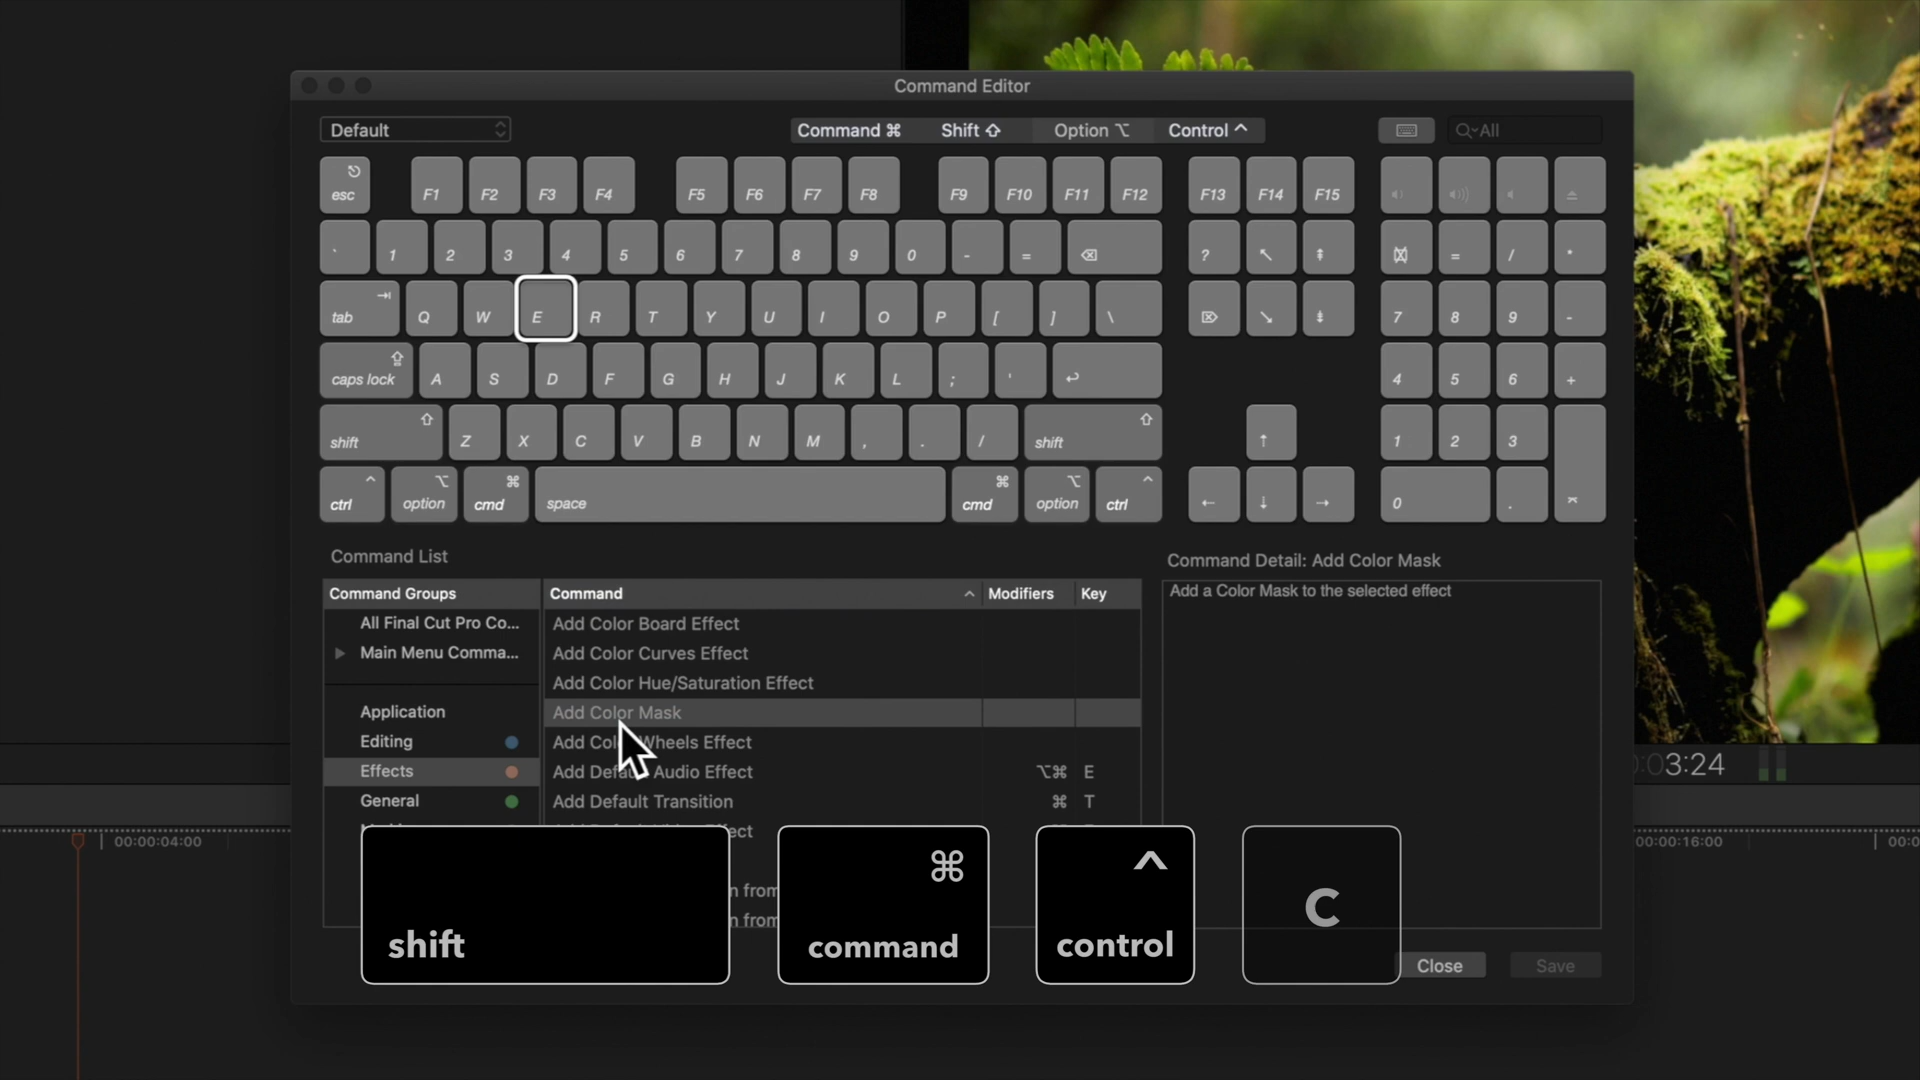 Command Editor
Default
Command ⌘ Shift ⇧ Option ⌥ Control ^
All
esc F1 F2 F3 F4 F5 F6 F7 F8 F9 F10 F11 F12 F13 F14 F15
` 1 2 3 4 5 6 7 8 9 0 - = ? = / *
tab Q W E R T Y U I O P [ ] \ 7 8 9 -
caps lock A S D F G H J K L ; ' 4 5 6 +
shift Z X C V B N M , . / shift 1 2 3
ctrl option cmd space cmd option ctrl 0 .
Command List
Command Detail: Add Color Mask
Command Groups
All Final Cut Pro Co...
Main Menu Comma...
Application
Editing
Effects
General
Command Modifiers Key
Add Color Board Effect
Add Color Curves Effect
Add Color Hue/Saturation Effect
Add Color Mask
Wheels Effect
Audio Effect ⌥⌘ E
Add Default Transition ⌘ T
n from
n from
Add a Color Mask to the selected effect
3:24
00:00:04:00
00:00:16:00
shift
⌘ command
^ control
C
Close Save